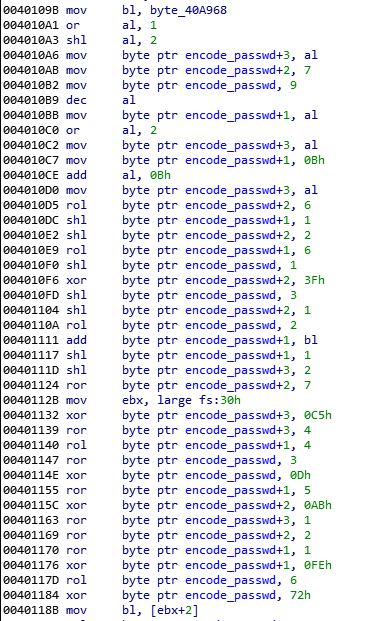 0040109B mov bl, byte_40A968
004010A1 or al, 1
004010A3 shl al, 2
004010A6 mov byte ptr encode_passwd+3, al
004010AB mov byte ptr encode_passwd+2, 7
004010B2 mov byte ptr encode_passwd, 9
004010B9 dec al
004010BB mov byte ptr encode_passwd+1, al
004010C0 or al, 2
004010C2 mov byte ptr encode_passwd+3, al
004010C7 mov byte ptr encode_passwd+1, 0Bh
004010CE add al, 0Bh
004010D0 mov byte ptr encode_passwd+3, al
004010D5 rol byte ptr encode_passwd+2, 6
004010DC shl byte ptr encode_passwd+1, 1
004010E2 shl byte ptr encode_passwd+2, 2
004010E9 rol byte ptr encode_passwd+1, 6
004010F0 shl byte ptr encode_passwd, 1
004010F6 xor byte ptr encode_passwd+2, 3Fh
004010FD shl byte ptr encode_passwd, 3
00401104 shl byte ptr encode_passwd+2, 1
0040110A rol byte ptr encode_passwd, 2
00401111 add byte ptr encode_passwd+1, bl
00401117 shl byte ptr encode_passwd+1, 1
0040111D shl byte ptr encode_passwd+3, 2
00401124 ror byte ptr encode_passwd+2, 7
0040112B mov ebx, large fs:30h
00401132 xor byte ptr encode_passwd+3, 0C5h
00401139 ror byte ptr encode_passwd+3, 4
00401140 rol byte ptr encode_passwd+1, 4
00401147 ror byte ptr encode_passwd, 3
0040114E xor byte ptr encode_passwd, 0Dh
00401155 ror byte ptr encode_passwd+1, 5
0040115C xor byte ptr encode_passwd+2, 0ABh
00401163 ror byte ptr encode_passwd+3, 1
00401169 ror byte ptr encode_passwd+2, 2
00401170 ror byte ptr encode_passwd+1, 1
00401176 xor byte ptr encode_passwd+1, 0FEh
0040117D rol byte ptr encode_passwd, 6
00401184 xor byte ptr encode_passwd, 72h
0040118B mov bl, [ebx+2]